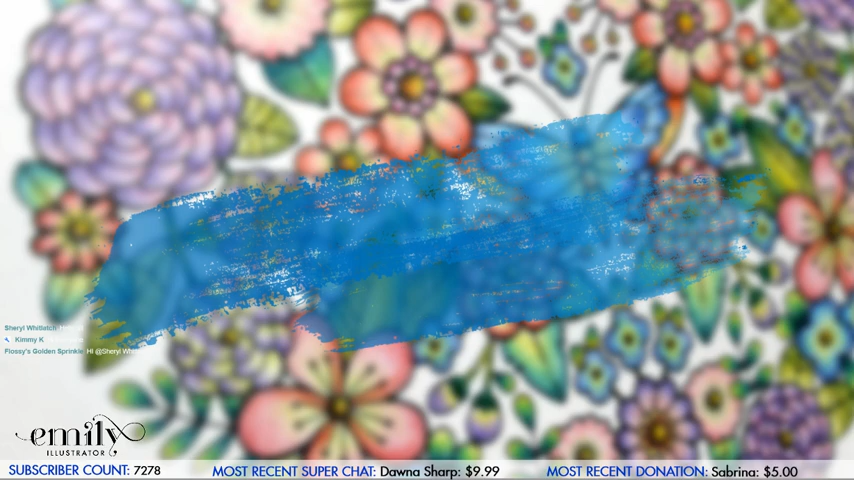 Sheryl Whitlatch
Kimmy K
Flossy's Golden Sprinkle Hi @Sheryl
emily
ILLUSTRATOR
SUBSCRIBER COUNT: 7278 MOST RECENT SUPER CHAT: Dawna Sharp: $9.99 MOST RECENT DONATION: Sabrina: $5.00